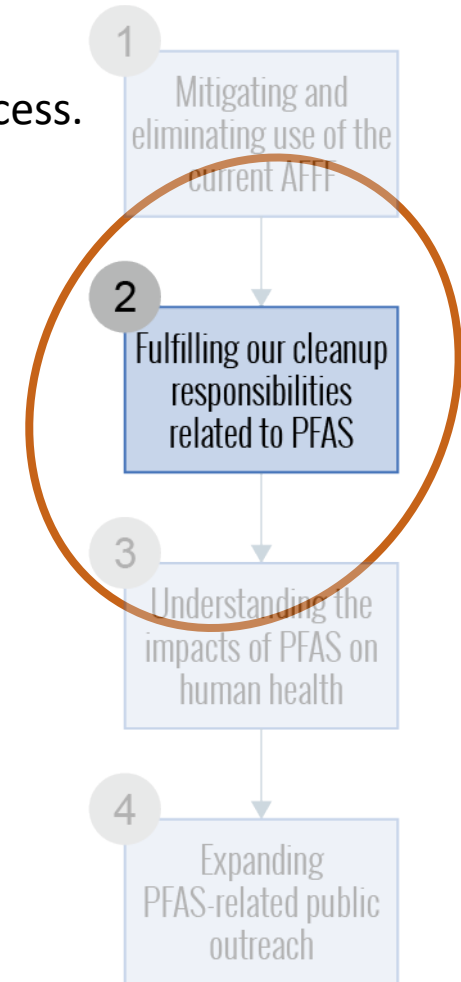 cess.
1
Mitigating and
eliminating use of the
current AFFF
2
Fulfilling our cleanup
responsibilities
related to PFAS
3
Understanding the
impacts of PFAS on
human health
4
Expanding
PFAS-related public
outreach